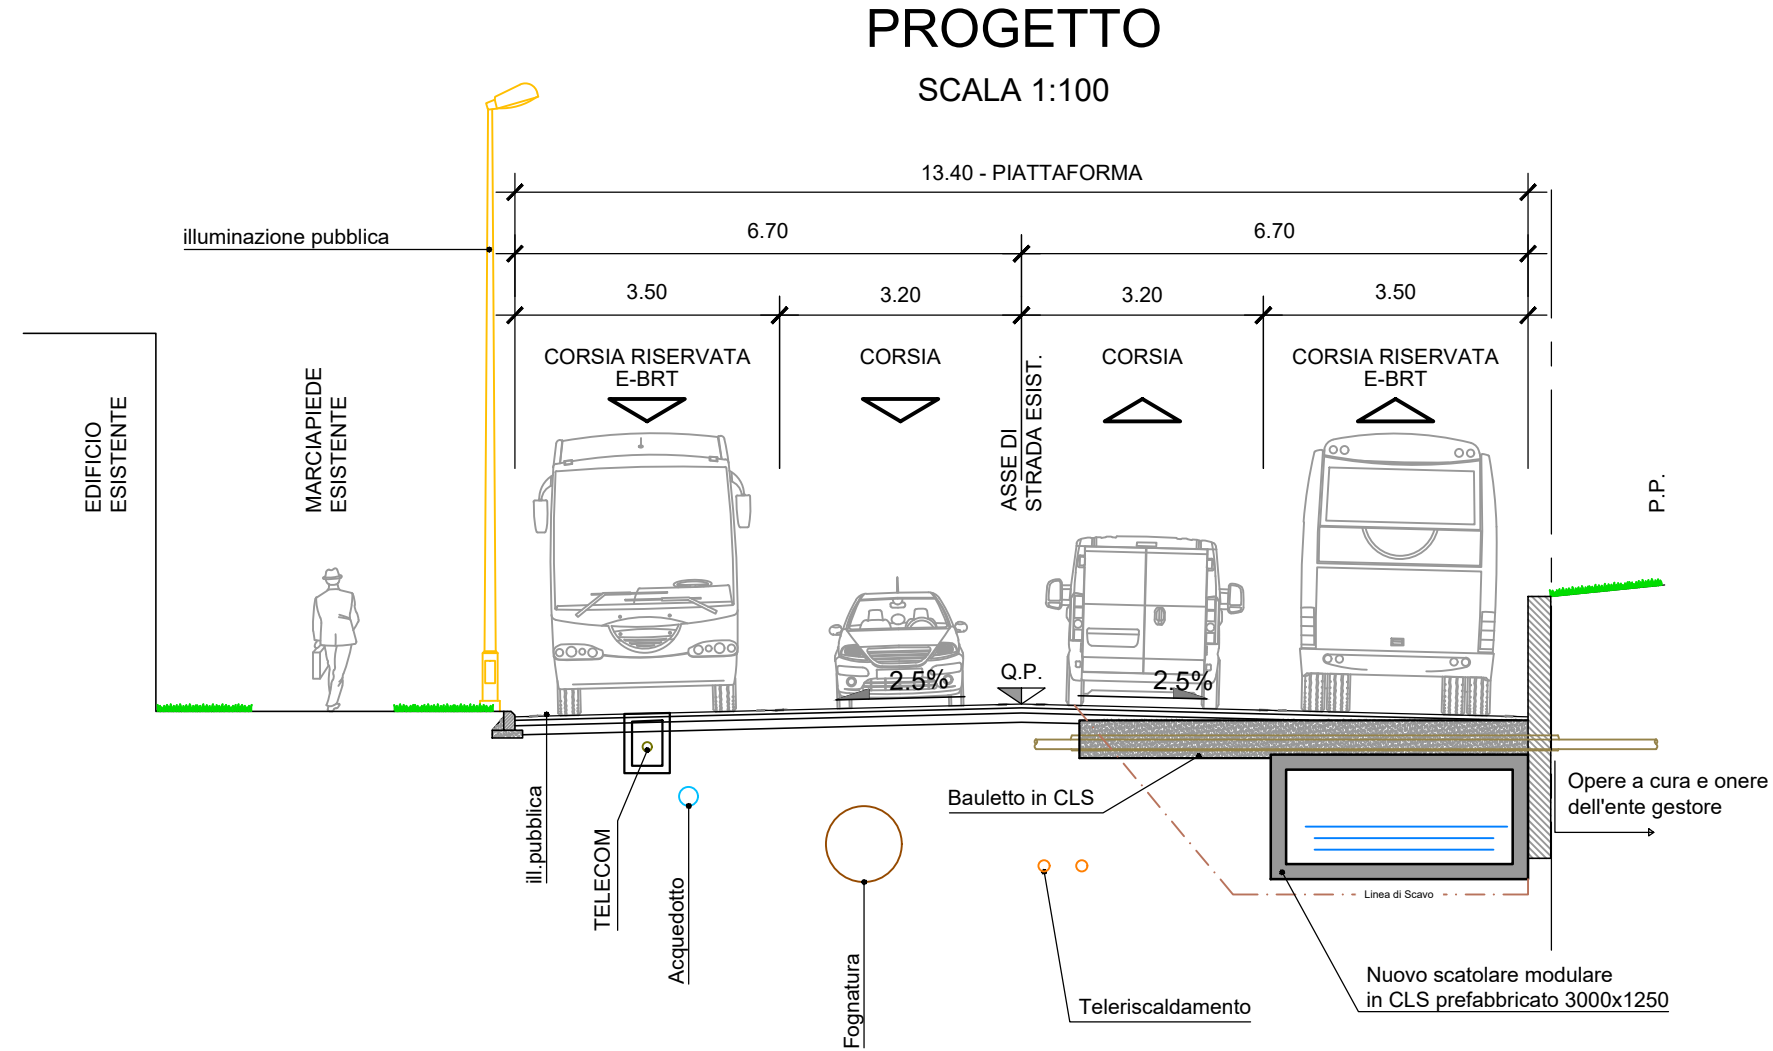 PROGETTO
SCALA 1:100
13.40 - PIATTAFORMA
illuminazione pubblica
6.70
6.70
3.50
3.20
3.20
3.50
CORSIA RISERVATA
E-BRT
CORSIA
CORSIA
CORSIA RISERVATA
E-BRT
EDIFICIO
ESISTENTE
MARCIAPIEDE
ESISTENTE
ASSE DI
STRADA ESIST.
P.P.
2.5%
Q.P.
2.5%
ill.pubblica
TELECOM
Acquedotto
Fognatura
Bauletto in CLS
Opere a cura e onere
dell'ente gestore
Linea di Scavo
Teleriscaldamento
Nuovo scatolare modulare
in CLS prefabbricato 3000x1250